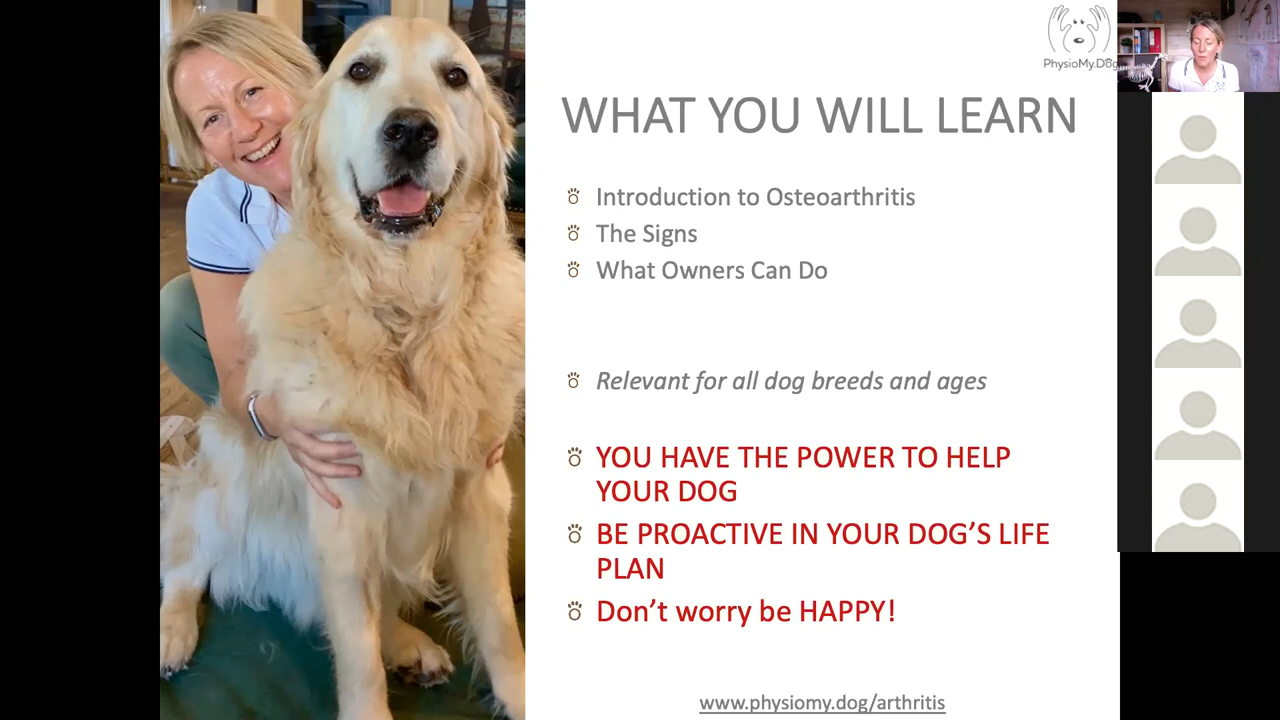 PhysioMy.Dog
WHAT YOU WILL LEARN
Introduction to Osteoarthritis
The Signs
What Owners Can Do
Relevant for all dog breeds and ages
YOU HAVE THE POWER TO HELP
YOUR DOG
BE PROACTIVE IN YOUR DOG’S LIFE
PLAN
Don’t worry be HAPPY!
www.physiomy.dog/arthritis